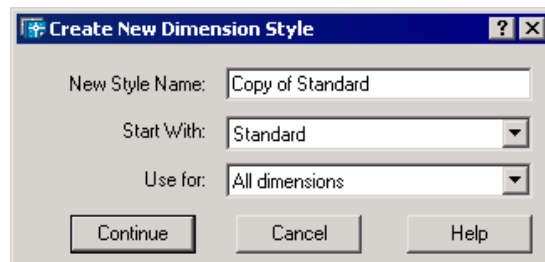 Create New Dimension Style
New Style Name: Copy of Standard
Start With: Standard
Use for: All dimensions
Continue Cancel Help